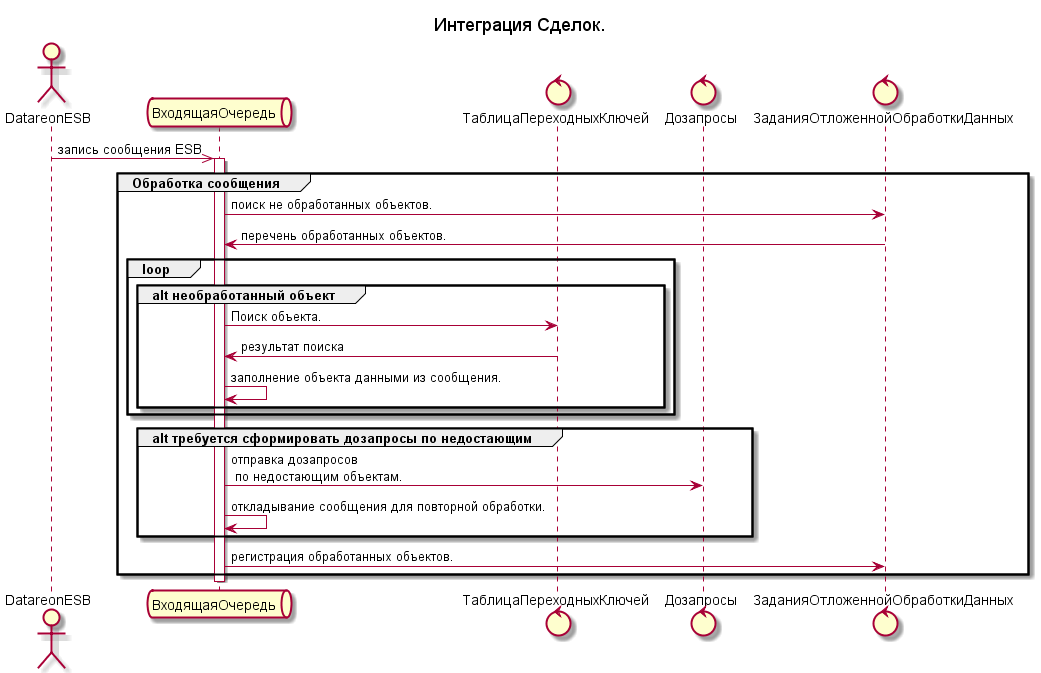 Интеграция Сделок.
DatareonESB
ВходящаяОчередь
ТаблицаПереходныхКлючей
Дозапросы
ЗаданияОтложеннойОбработкиДанных
запись сообщения ESB
Обработка сообщения
поиск не обработанных объектов.
перечень обработанных объектов.
loop
alt необработанный объект
Поиск объекта.
результат поиска
заполнение объекта данными из сообщения.
alt требуется сформировать дозапросы по недостающим
отправка дозапросов
по недостающим объектам.
откладывание сообщения для повторной обработки.
регистрация обработанных объектов.
DatareonESB
ВходящаяОчередь
ТаблицаПереходныхКлючей
Дозапросы
ЗаданияОтложеннойОбработкиДанных